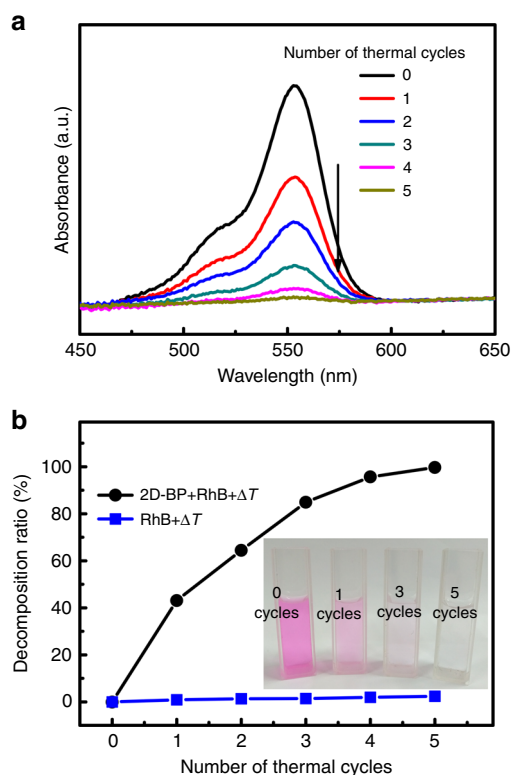 a
Number of thermal cycles
0
1
2
3
4
5
Absorbance (a.u.)
450 500 550 600 650
Wavelength (nm)
b
100
80
60
40
20
0
Decomposition ratio (%)
2D-BP+RhB+ΔT
RhB+ΔT
0 cycles
1 cycles
3 cycles
5 cycles
0 1 2 3 4 5
Number of thermal cycles